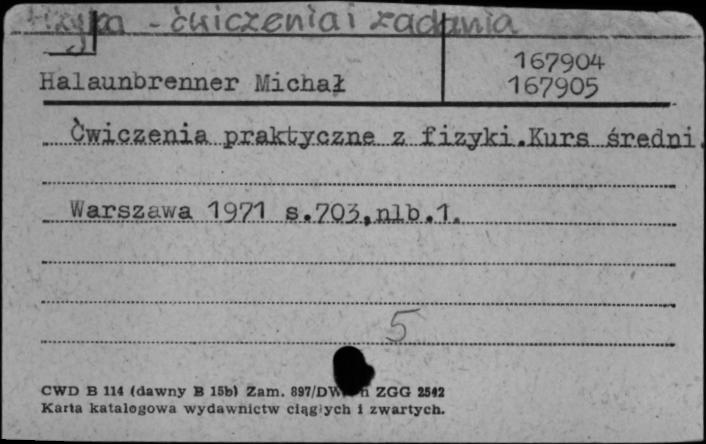 - ćwiczenia i zadania
167904
Halaunbrenner Michał
167905
Ćwiczenia praktyczne z fizyki.Kurs średni.
Warszawa 1971 s.703,nlb.1.
5
CWD B 114 (dawny B 15b) Zam. 897/DW n ZGG 2542
Karta katalogowa wydawnictw ciągłych i zwartych.